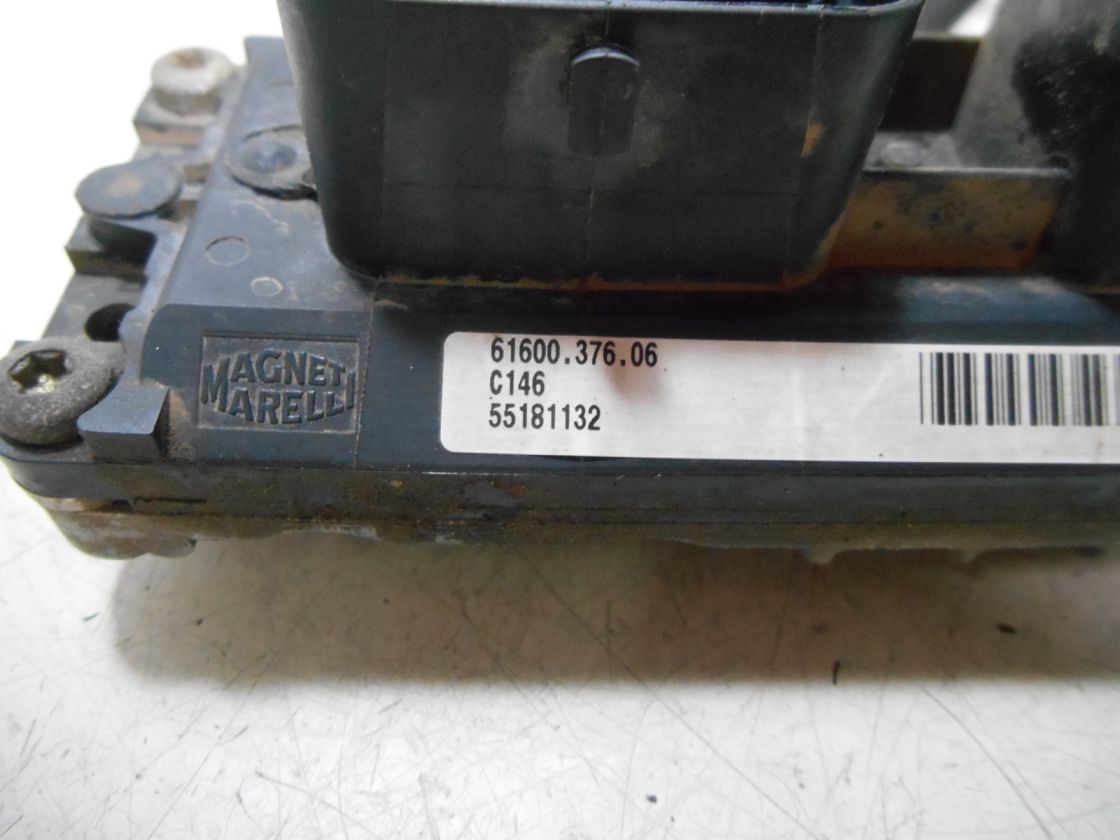 MAGNETI
MARELLI
61600.376.06
C146
55181132